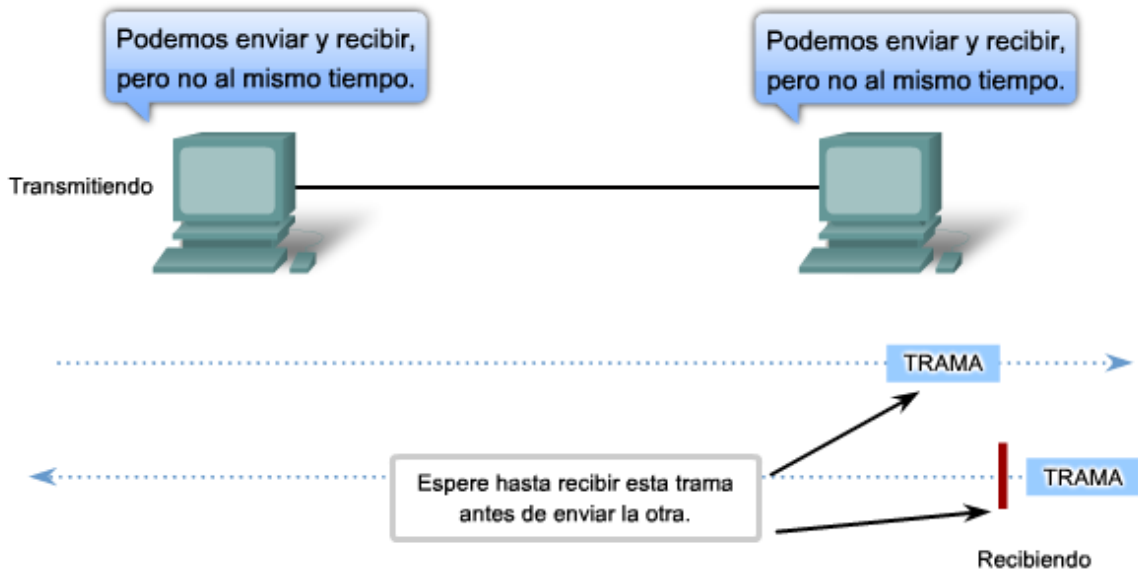 Podemos enviar y recibir,
pero no al mismo tiempo.
Podemos enviar y recibir,
pero no al mismo tiempo.
Transmitiendo
TRAMA
Espere hasta recibir esta trama
antes de enviar la otra.
TRAMA
Recibiendo